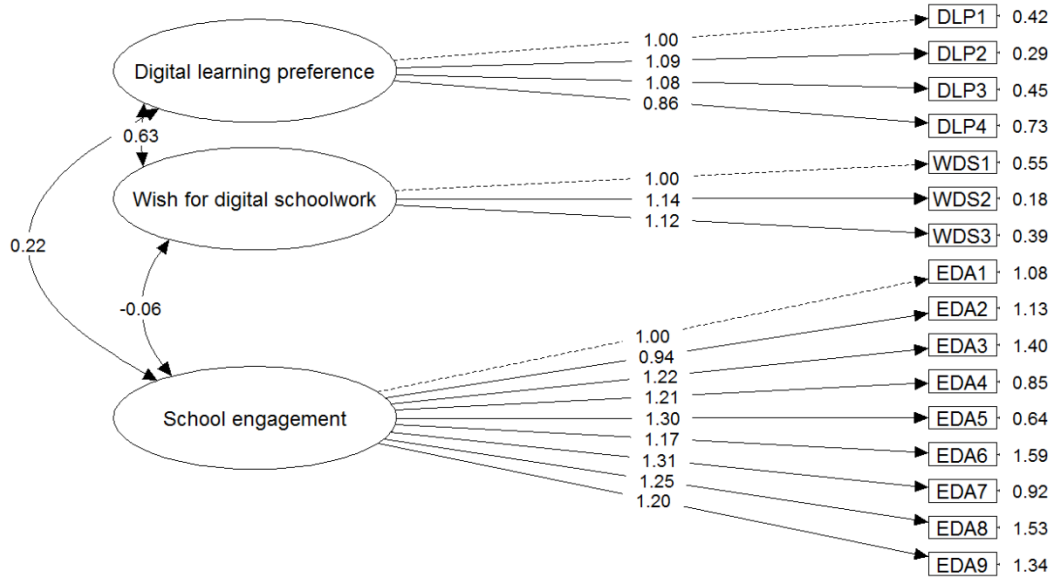 DLP1 0.42
1.00
Digital learning preference
1.09
DLP2 0.29
1.08
DLP3 0.45
0.86
DLP4 0.73
0.63
WDS1 0.55
1.00
Wish for digital schoolwork
1.14
WDS2 0.18
1.12
WDS3 0.39
0.22
EDA1 1.08
-0.06
EDA2 1.13
1.00
0.94
EDA3 1.40
1.22
EDA4 0.85
1.21
School engagement
1.30
EDA5 0.64
1.17
EDA6 1.59
1.31
EDA7 0.92
1.25
EDA8 1.53
1.20
EDA9 1.34